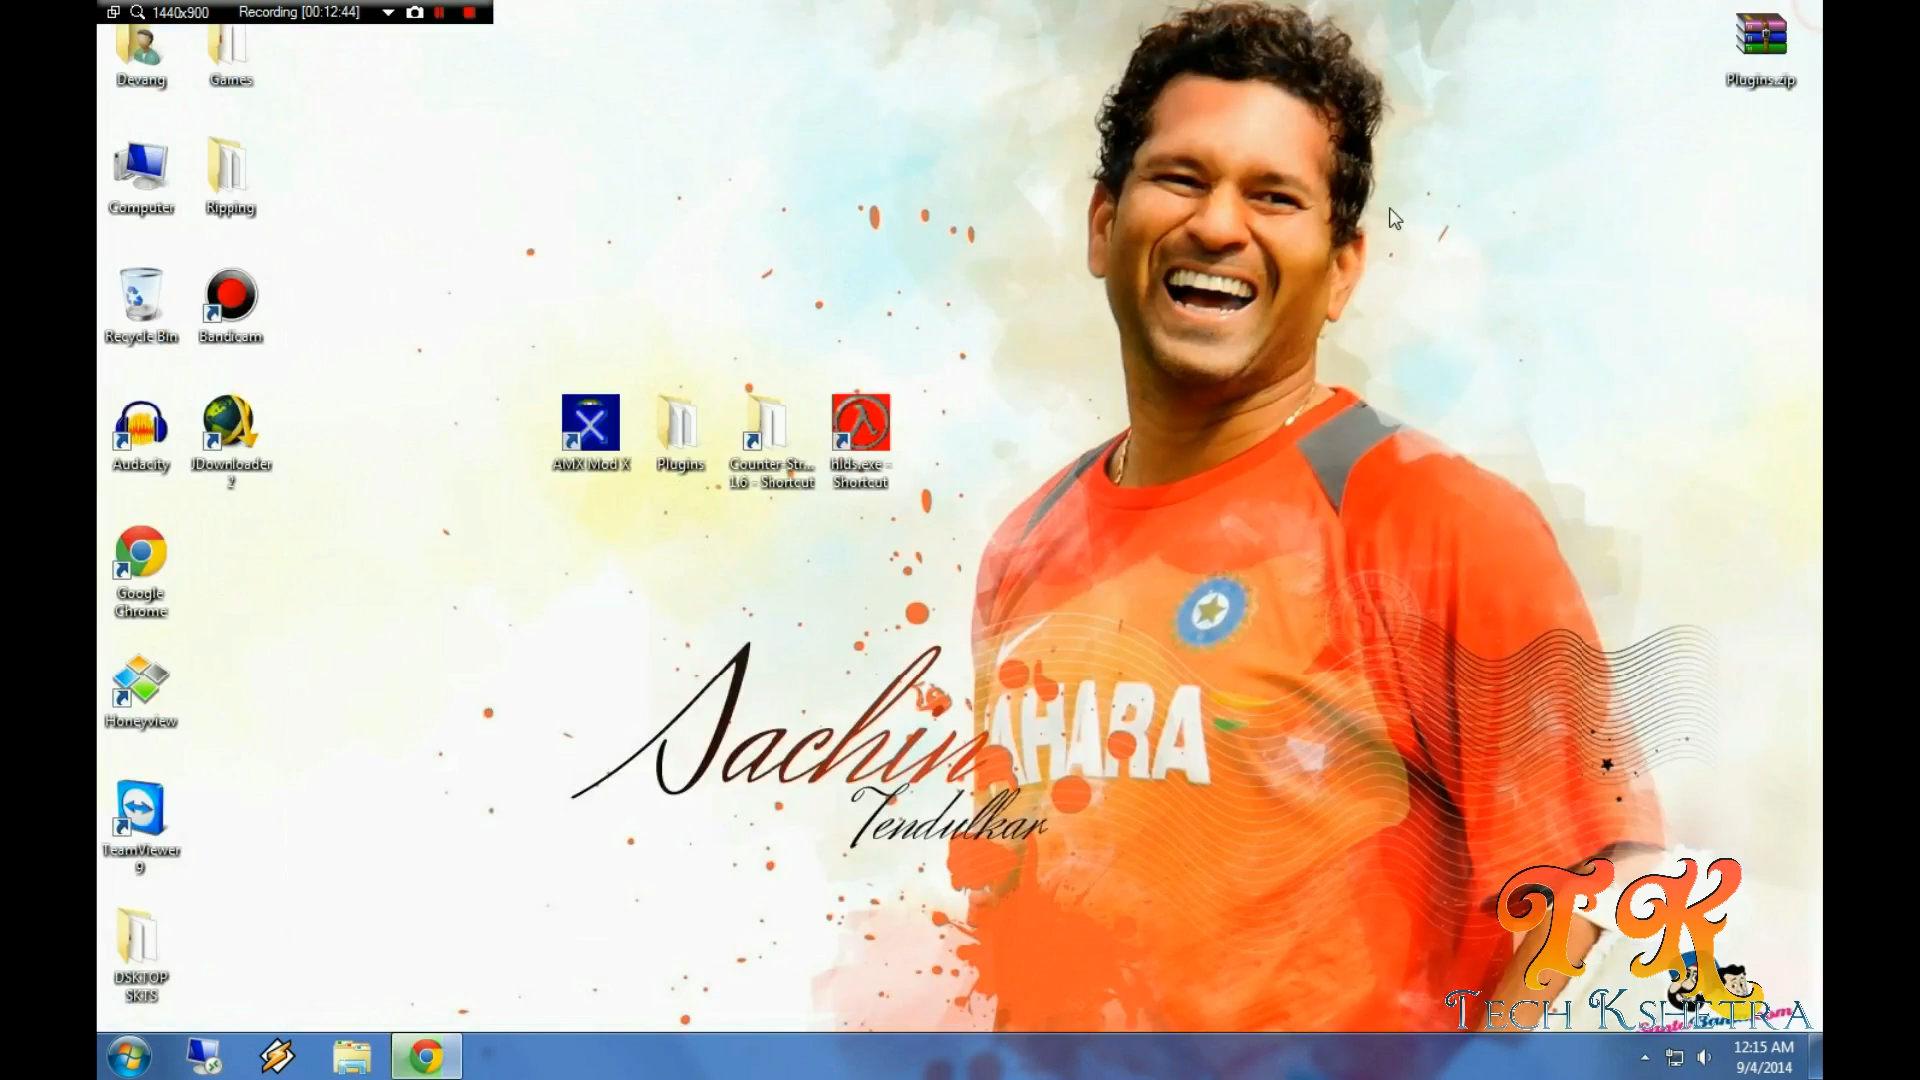 1440x900 Recording [00:12:44]
Devang
Games
Plugins.zip
Computer
Ripping
Recycle Bin
Bandicam
Audacity
JDownloader
2
AMX Mod X
Plugins
Counter-Str...
1.6 - Shortcut
hlds.exe -
Shortcut
Google
Chrome
Honeyview
TeamViewer
9
DSKTOP
SKTS
Sachin
Tendulkar
AHARA
TK
TECH KSHETRA
12:15 AM
9/4/2014